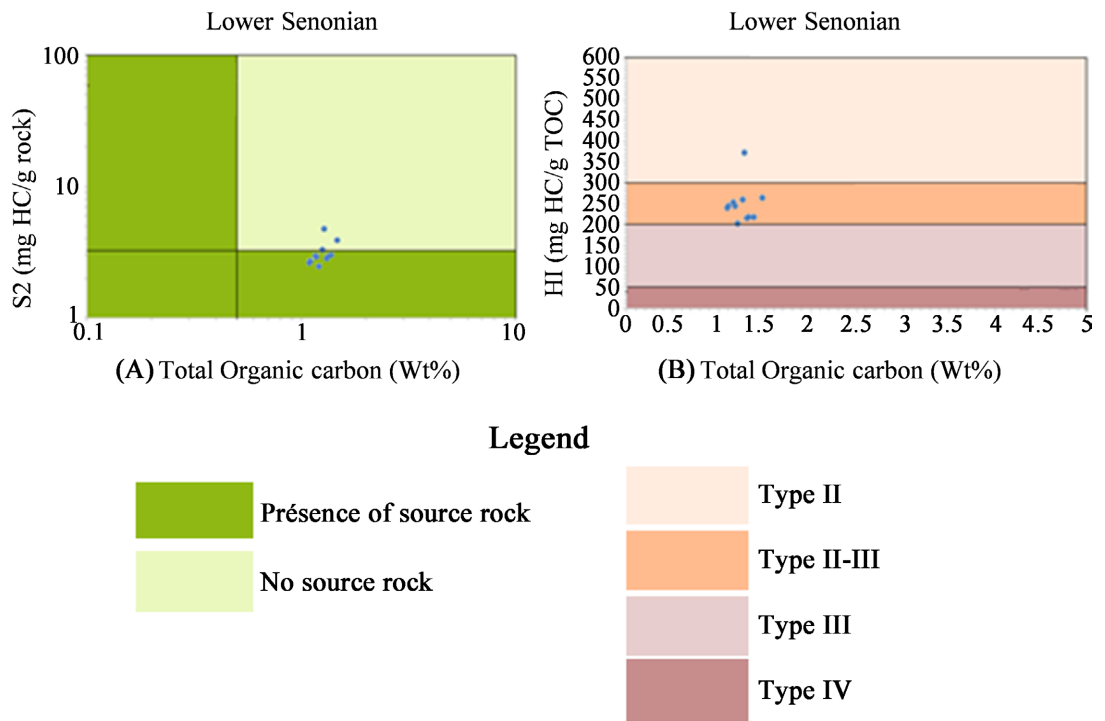 Lower Senonian
100
10
1
S2 (mg HC/g rock)
0.1
1
10
(A) Total Organic carbon (Wt%)
Lower Senonian
600
500
500
400
350
300
250
200
100
150
50
0
HI (mg HC/g TOC)
0
0.5
1
1.5
2
2.5
3
3.5
4
4.5
5
(B) Total Organic carbon (Wt%)
Legend
Présence of source rock
No source rock
Type II
Type II-III
Type III
Type IV